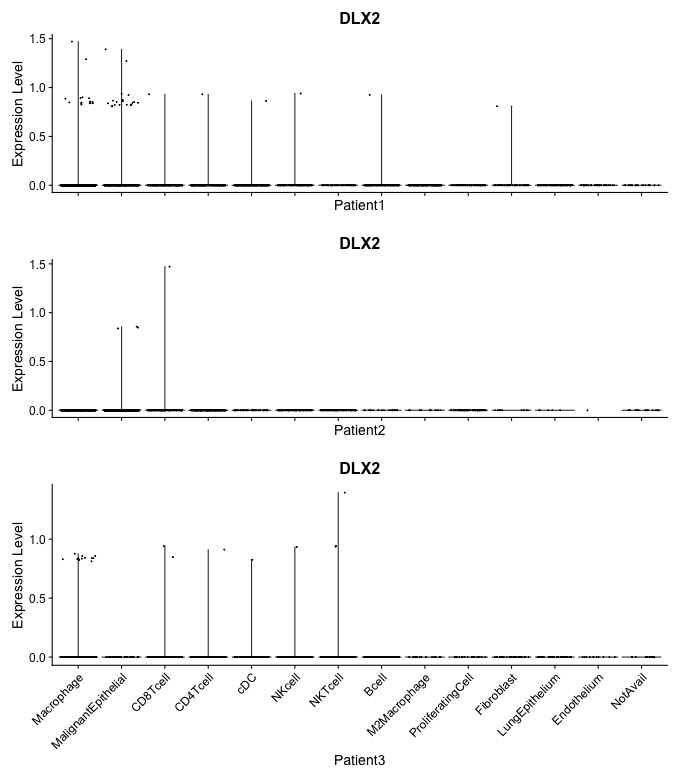 DLX2
1.5
1.0
0.5
0.0
Expression Level
Patient1
DLX2
1.5
1.0
0.5
0.0
Expression Level
Patient2
DLX2
1.0
0.5
0.0
Expression Level
Macrophage
MalignantEpithelial
CD8Tcell
CD4Tcell
cDC
NKcell
NKTcell
Bcell
M2Macrophage
ProliferatingCell
Fibroblast
LungEpithelium
Endothelium
NotAvail
Patient3